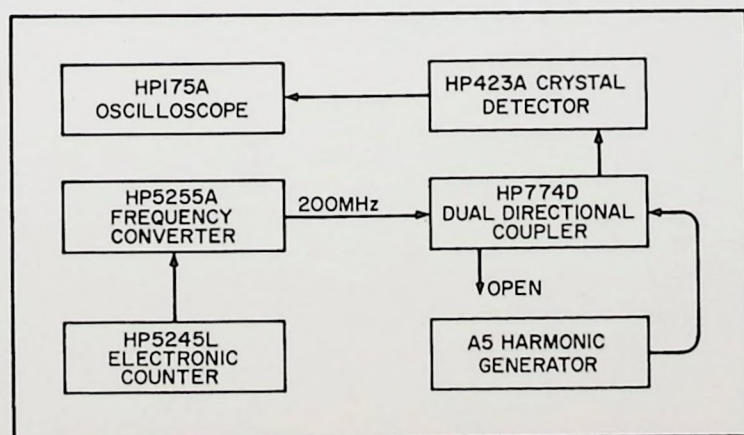 HP175A
OSCILLOSCOPE
HP423A CRYSTAL
DETECTOR
HP5255A
FREQUENCY
CONVERTER
200MHz
HP774D
DUAL DIRECTIONAL
COUPLER
OPEN
HP5245L
ELECTRONIC
COUNTER
A5 HARMONIC
GENERATOR